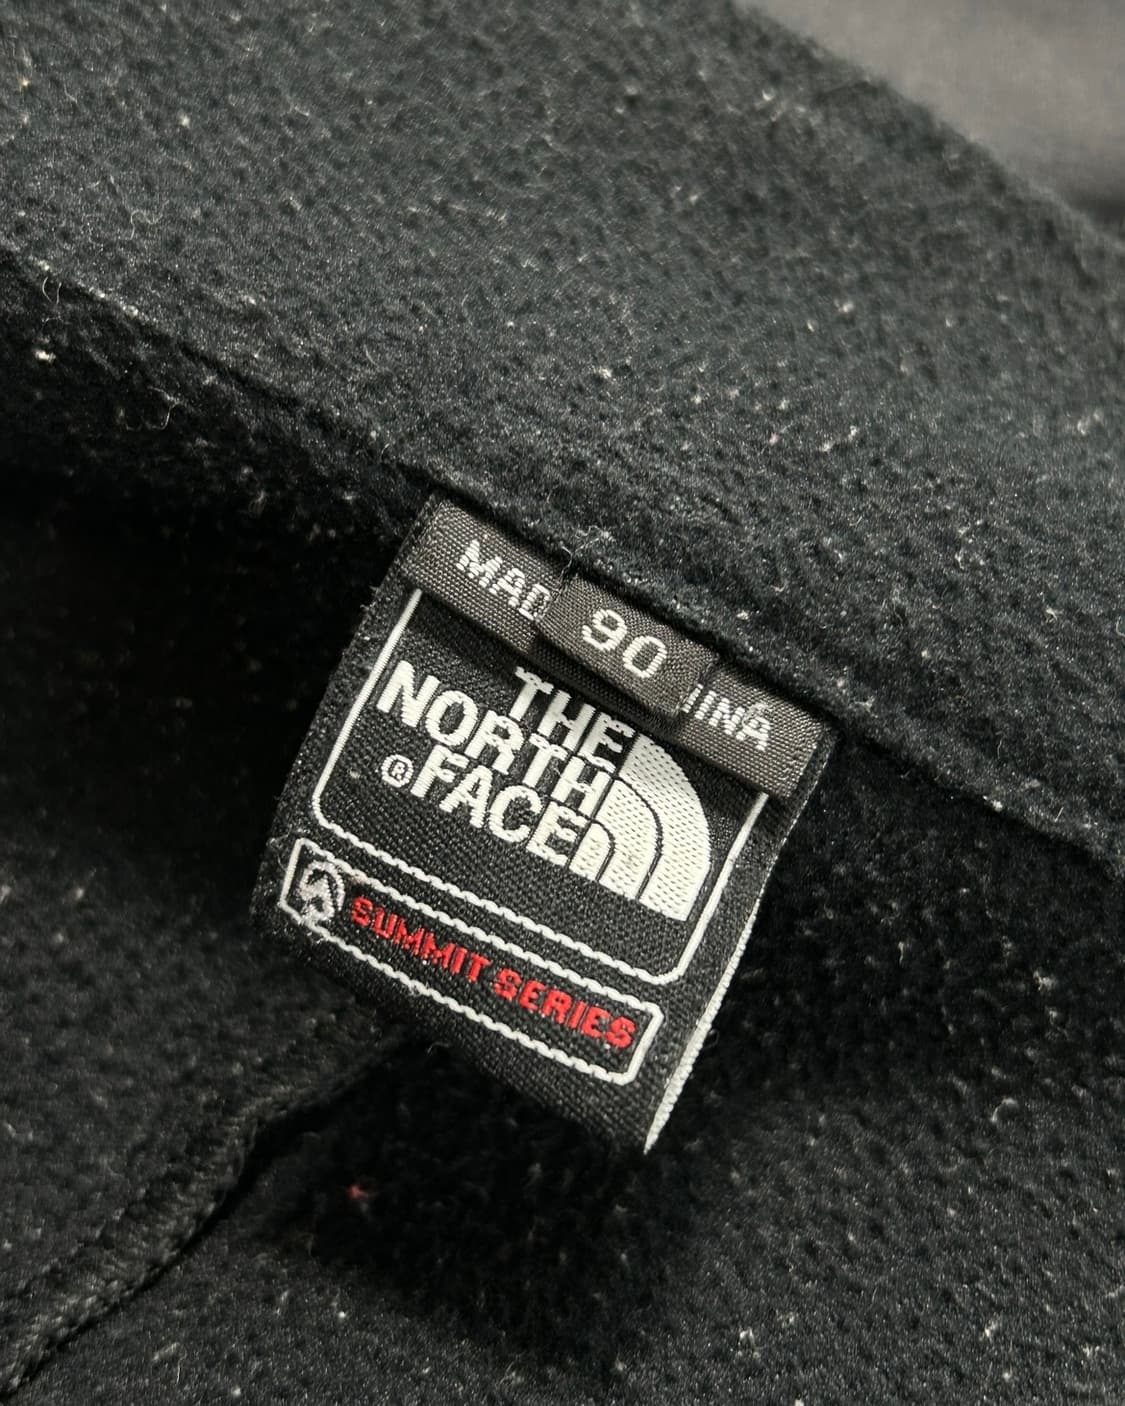 MAD
90
INA
THE
NORTH
®FACE
SUMMIT SERIES